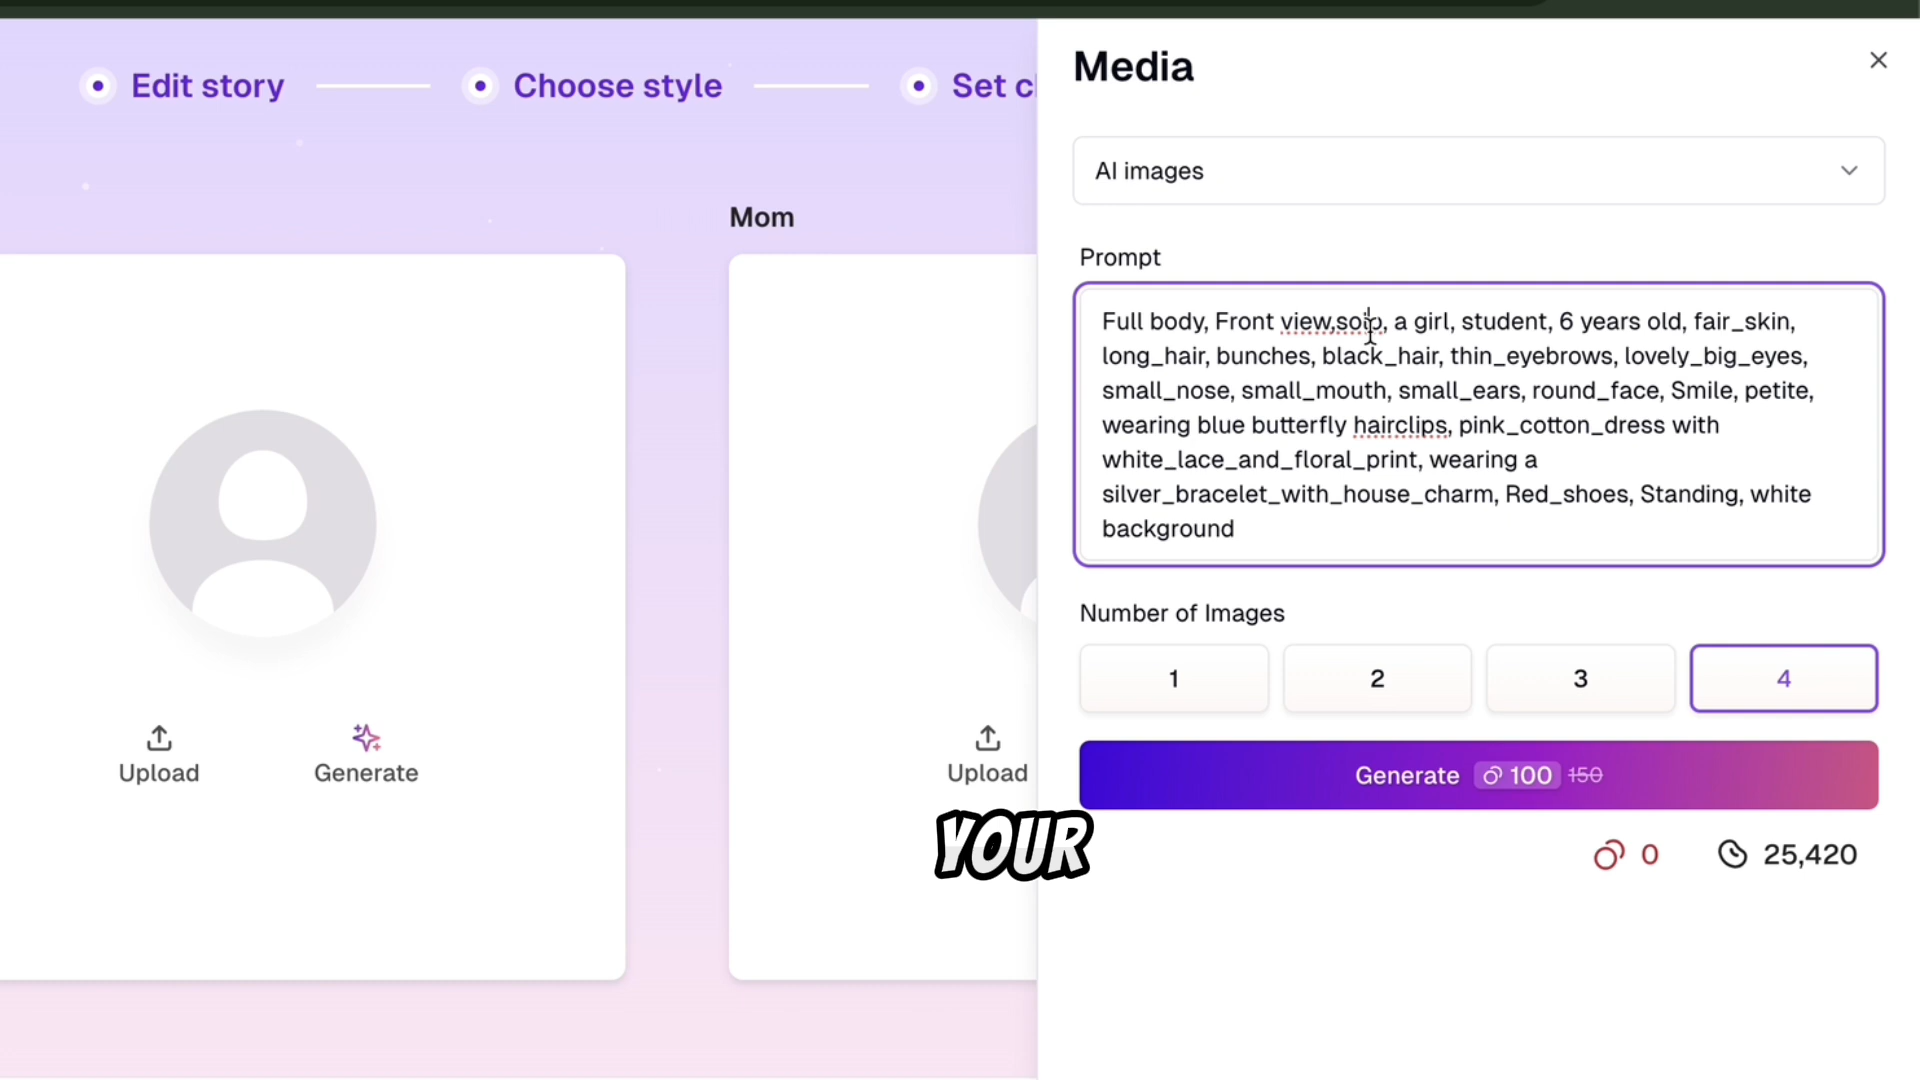 Edit story
Choose style
Set c
Mom
Upload
Generate
Upload
YOUR
Media
AI images
Prompt
Full body, Front view,solo, a girl, student, 6 years old, fair_skin,
long_hair, bunches, black_hair, thin_eyebrows, lovely_big_eyes,
small_nose, small_mouth, small_ears, round_face, Smile, petite,
wearing blue butterfly hairclips, pink_cotton_dress with
white_lace_and_floral_print, wearing a
silver_bracelet_with_house_charm, Red_shoes, Standing, white
background
Number of Images
1
2
3
4
Generate 100 150
0 25,420